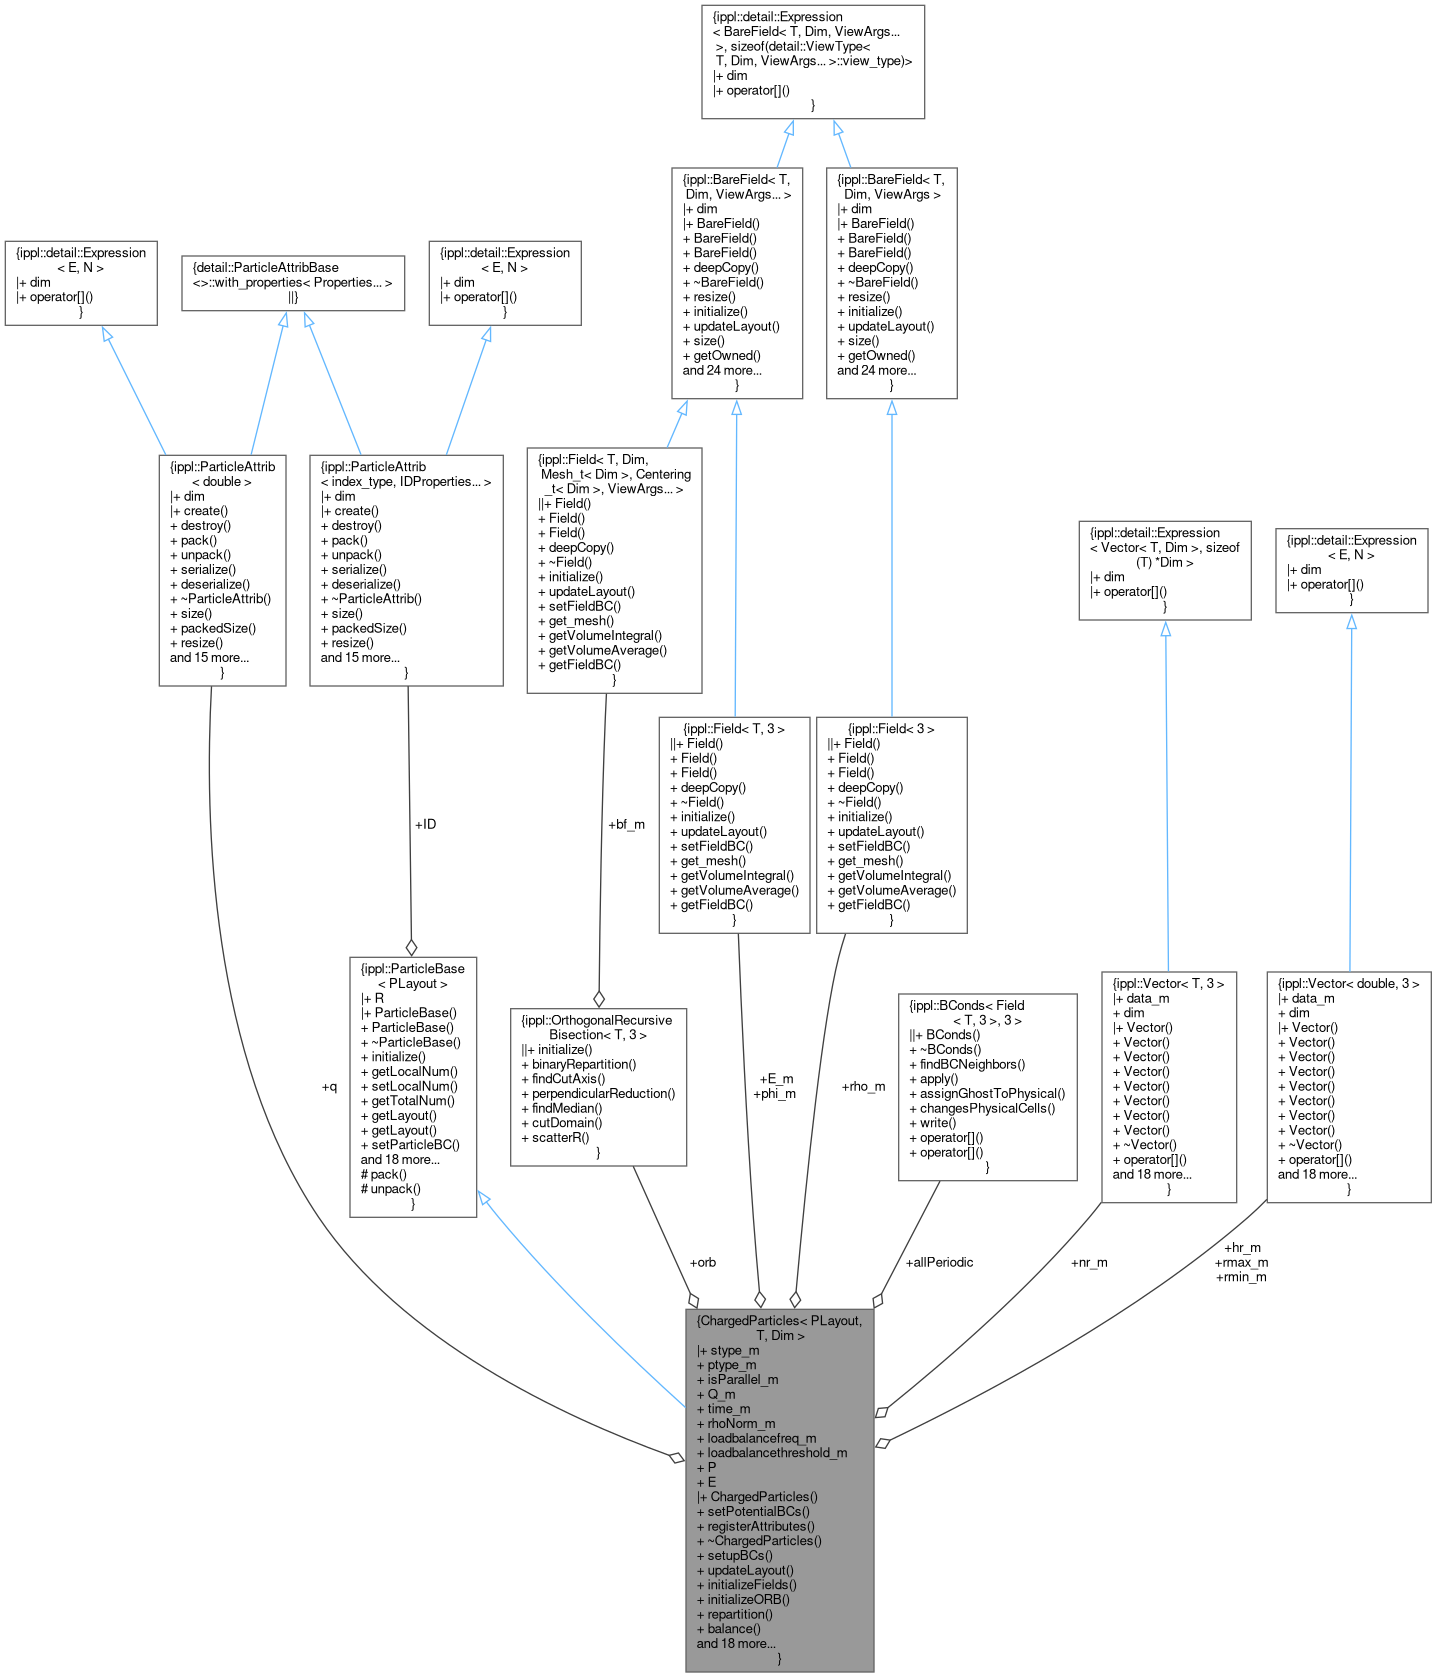 {ippl::detail::Expression
< BareField< T, Dim, ViewArgs...
>, sizeof(detail::ViewType<
T, Dim, ViewArgs... >::view_type)>
|+ dim
|+ operator[]()
}
{ippl::BareField< T,
Dim, ViewArgs... >
|+ dim
|+ BareField()
+ BareField()
+ BareField()
+ deepCopy()
+ ~BareField()
+ resize()
+ initialize()
+ updateLayout()
+ size()
+ getOwned()
and 24 more...
}
{ippl::BareField< T,
Dim, ViewArgs >
|+ dim
|+ BareField()
+ BareField()
+ BareField()
+ deepCopy()
+ ~BareField()
+ resize()
+ initialize()
+ updateLayout()
+ size()
+ getOwned()
and 24 more...
}
{ippl::detail::Expression
< E, N >
|+ dim
|+ operator[]()
}
{detail::ParticleAttribBase
<>::with_properties< Properties... >
||}
{ippl::detail::Expression
< E, N >
|+ dim
|+ operator[]()
}
{ippl::ParticleAttrib
< double >
|+ dim
|+ create()
+ destroy()
+ pack()
+ unpack()
+ serialize()
+ deserialize()
+ ~ParticleAttrib()
+ size()
+ packedSize()
+ resize()
and 15 more...
}
{ippl::ParticleAttrib
< index_type, IDProperties... >
|+ dim
|+ create()
+ destroy()
+ pack()
+ unpack()
+ serialize()
+ deserialize()
+ ~ParticleAttrib()
+ size()
+ packedSize()
+ resize()
and 15 more...
}
{ippl::Field< T, Dim,
Mesh_t< Dim >, Centering
_t< Dim >, ViewArgs... >
||+ Field()
+ Field()
+ Field()
+ deepCopy()
+ ~Field()
+ initialize()
+ updateLayout()
+ setFieldBC()
+ get_mesh()
+ getVolumeIntegral()
+ getVolumeAverage()
+ getFieldBC()
}
{ippl::detail::Expression
< Vector< T, Dim >, sizeof
(T) *Dim >
|+ dim
|+ operator[]()
}
{ippl::detail::Expression
< E, N >
|+ dim
|+ operator[]()
}
{ippl::Field< T, 3 >
||+ Field()
+ Field()
+ Field()
+ deepCopy()
+ ~Field()
+ initialize()
+ updateLayout()
+ setFieldBC()
+ get_mesh()
+ getVolumeIntegral()
+ getVolumeAverage()
+ getFieldBC()
}
{ippl::Field< 3 >
||+ Field()
+ Field()
+ Field()
+ deepCopy()
+ ~Field()
+ initialize()
+ updateLayout()
+ setFieldBC()
+ get_mesh()
+ getVolumeIntegral()
+ getVolumeAverage()
+ getFieldBC()
}
+ID
+bf_m
{ippl::ParticleBase
< PLayout >
|+ R
|+ ParticleBase()
+ ParticleBase()
+ ~ParticleBase()
+ initialize()
+ getLocalNum()
+ setLocalNum()
+ getTotalNum()
+ getLayout()
+ getLayout()
+ setParticleBC()
and 18 more...
# pack()
# unpack()
}
{ippl::OrthogonalRecursive
Bisection< T, 3 >
||+ initialize()
+ binaryRepartition()
+ findCutAxis()
+ perpendicularReduction()
+ findMedian()
+ cutDomain()
+ scatterR()
}
{ippl::BConds< Field
< T, 3 >, 3 >
||+ BConds()
+ ~BConds()
+ findBCNeighbors()
+ apply()
+ assignGhostToPhysical()
+ changesPhysicalCells()
+ write()
+ operator[]()
+ operator[]()
}
{ippl::Vector< T, 3 >
|+ data_m
+ dim
|+ Vector()
+ Vector()
+ Vector()
+ Vector()
+ Vector()
+ Vector()
+ Vector()
+ Vector()
+ ~Vector()
+ operator[]()
and 18 more...
}
{ippl::Vector< double, 3 >
|+ data_m
+ dim
|+ Vector()
+ Vector()
+ Vector()
+ Vector()
+ Vector()
+ Vector()
+ Vector()
+ Vector()
+ ~Vector()
+ operator[]()
and 18 more...
}
+q
+E_m
+phi_m
+rho_m
+orb
+allPeriodic
+nr_m
+hr_m
+rmax_m
+rmin_m
{ChargedParticles< PLayout,
T, Dim >
|+ stype_m
+ ptype_m
+ isParallel_m
+ Q_m
+ time_m
+ rhoNorm_m
+ loadbalancefreq_m
+ loadbalancethreshold_m
+ P
+ E
|+ ChargedParticles()
+ setPotentialBCs()
+ registerAttributes()
+ ~ChargedParticles()
+ setupBCs()
+ updateLayout()
+ initializeFields()
+ initializeORB()
+ repartition()
+ balance()
and 18 more...
}